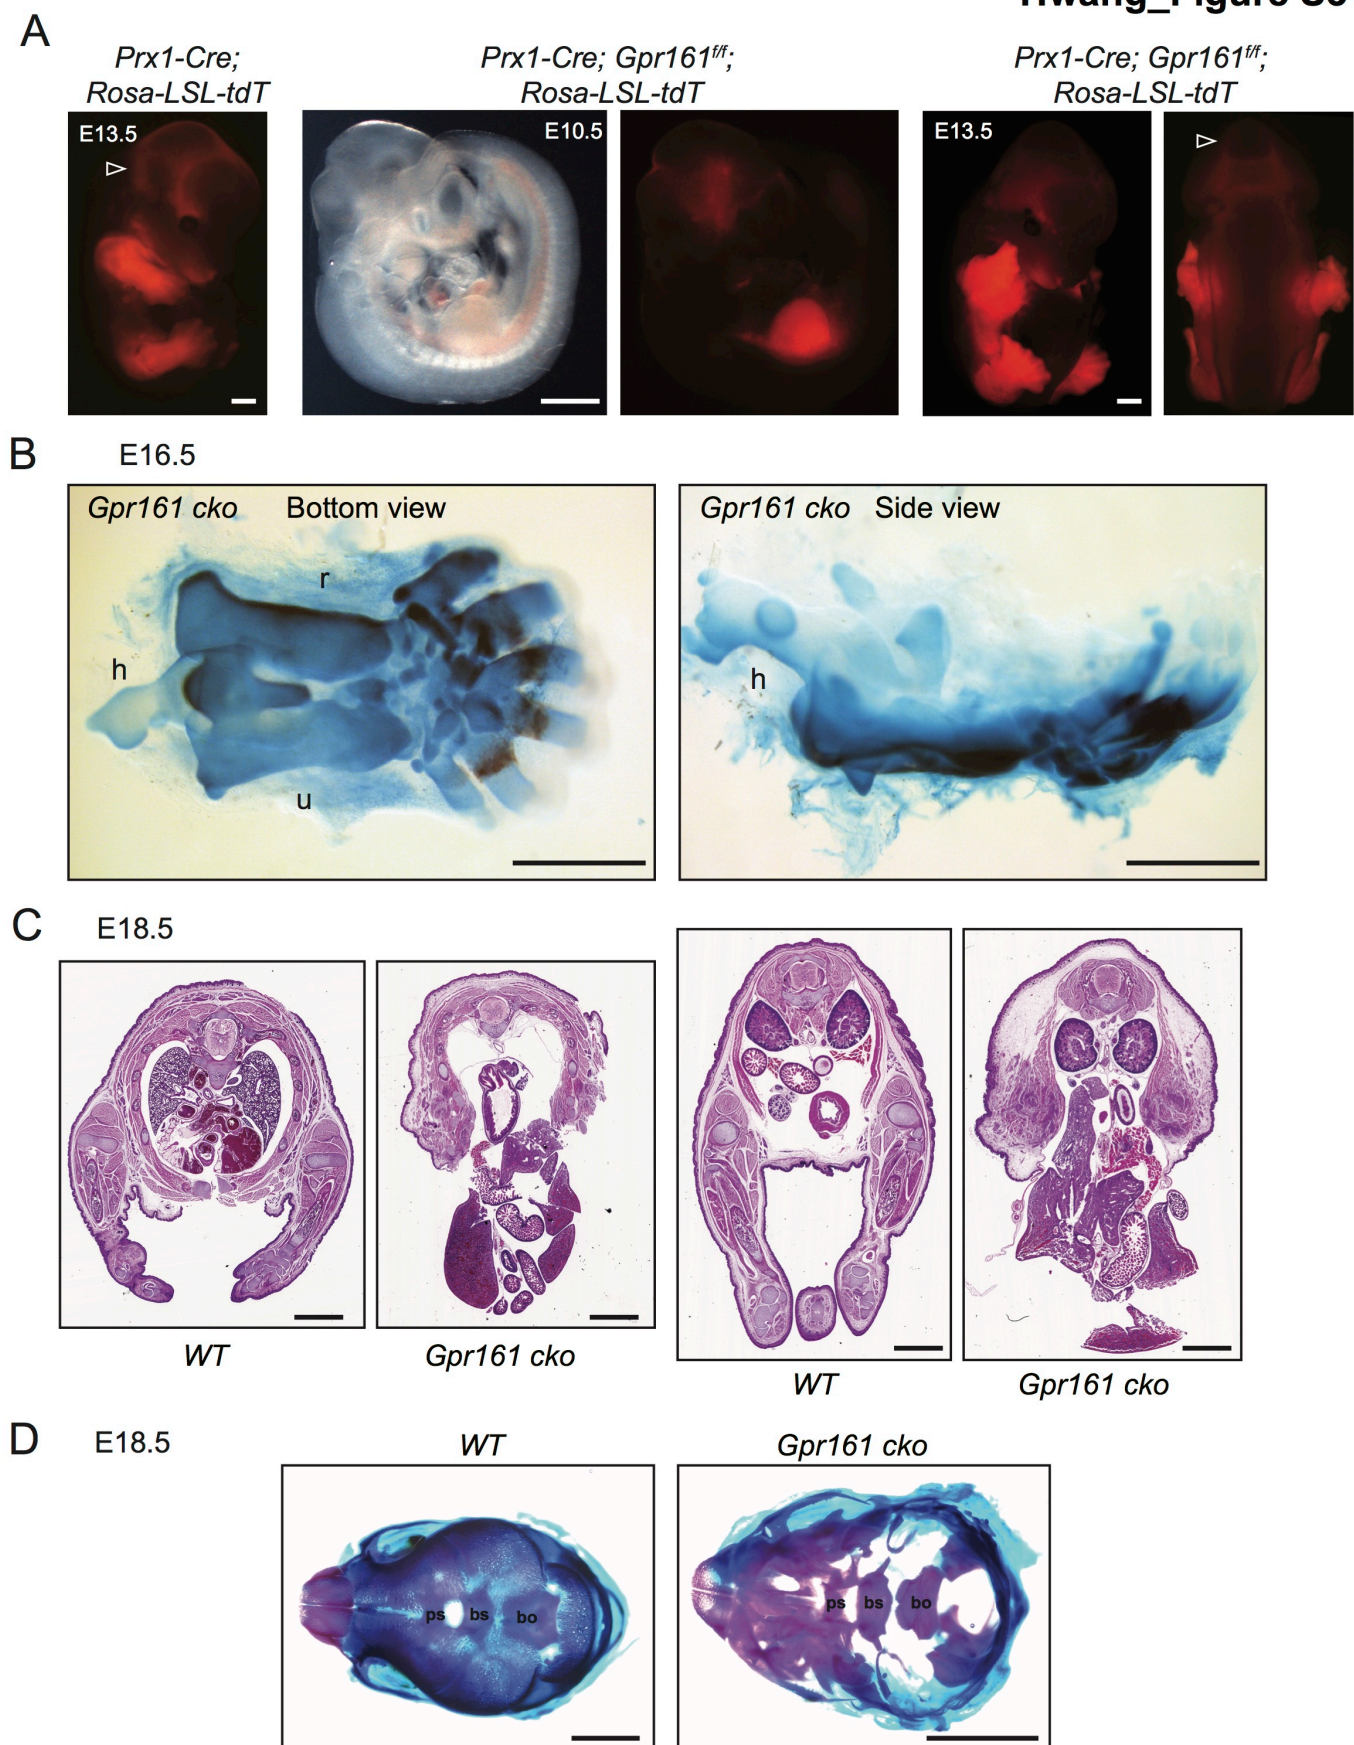 A
Prx1-Cre;
Rosa-LSL-tdT
Prx1-Cre; Gpr161f/f;
Rosa-LSL-tdT
Prx1-Cre; Gpr161f/f;
Rosa-LSL-tdT
E13.5
E10.5
E13.5
B
E16.5
Gpr161 cko Bottom view
r
h
u
Gpr161 cko Side view
h
C
E18.5
WT
Gpr161 cko
WT
Gpr161 cko
D
E18.5
WT
Gpr161 cko
ps bs bo
ps bs bo